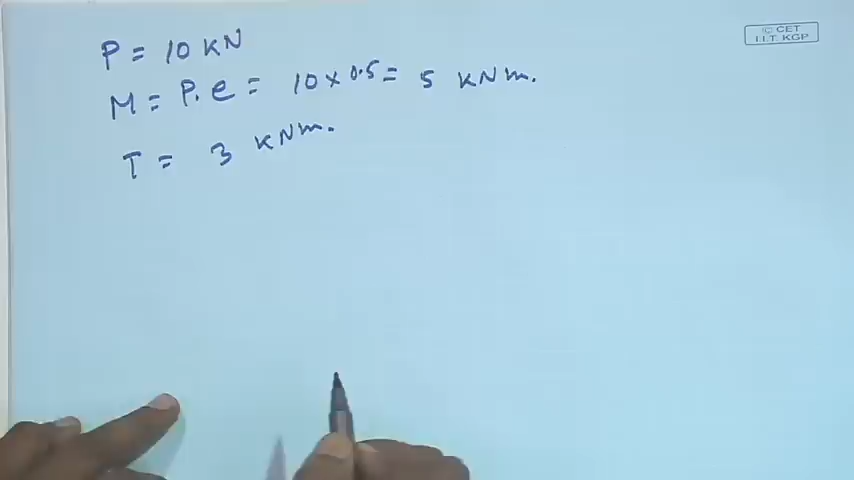 P = 10 kN
© CET
I.I.T. KGP
M = P.e = 10 × 0.5 = 5 kNm.
T = 3 kNm.